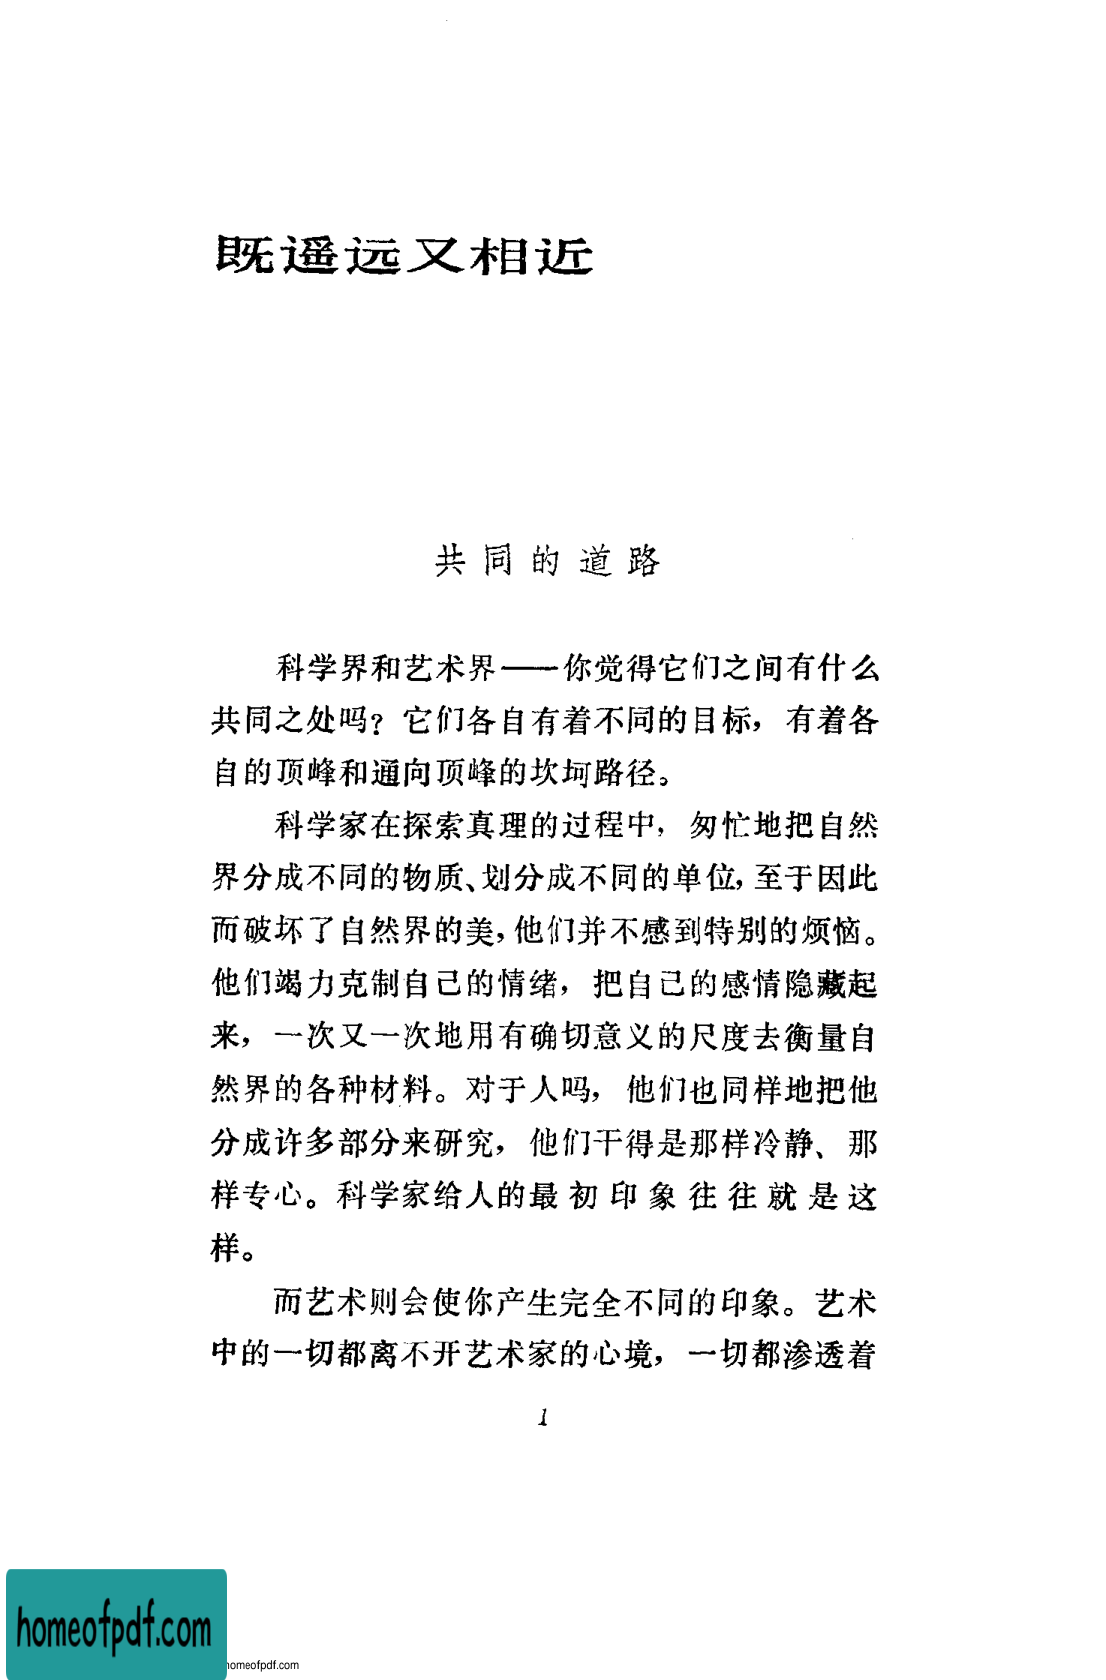 既遥远又相近
共同的道路
科学界和艺术界——你觉得它们之间有什么
共同之处吗？它们各自有着不同的目标，有着各
自的顶峰和通向顶峰的坎坷路径。
科学家在探索真理的过程中，匆忙地把自然
界分成不同的物质、划分成不同的单位，至于因此
而破坏了自然界的美，他们并不感到特别的烦恼。
他们竭力克制自己的情绪，把自己的感情隐藏起
来，一次又一次地用有确切意义的尺度去衡量自
然界的各种材料。对于人吗，他们也同样地把他
分成许多部分来研究，他们干得是那样冷静、那
样专心。科学家给人的最初印象往往就是这
样。
而艺术则会使你产生完全不同的印象。艺术
中的一切都离不开艺术家的心境，一切都渗透着
1
homeofpdf.com
homeofpdf.com